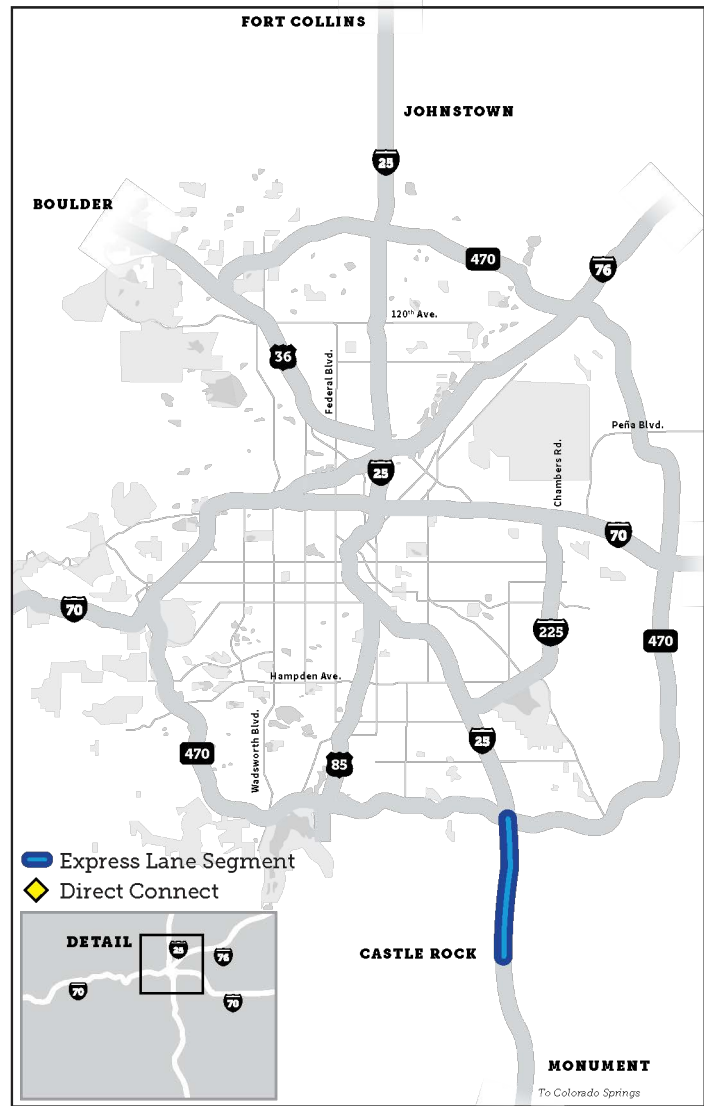 FORT COLLINS
JOHNSTOWN
25
BOULDER
470
76
120th Ave.
36
Federal Blvd.
Peña Blvd.
Chambers Rd.
25
70
70
225
470
Hampden Ave.
Wadsworth Blvd.
25
470
85
Express Lane Segment
Direct Connect
DETAIL
25
76
70
70
CASTLE ROCK
MONUMENT
To Colorado Springs